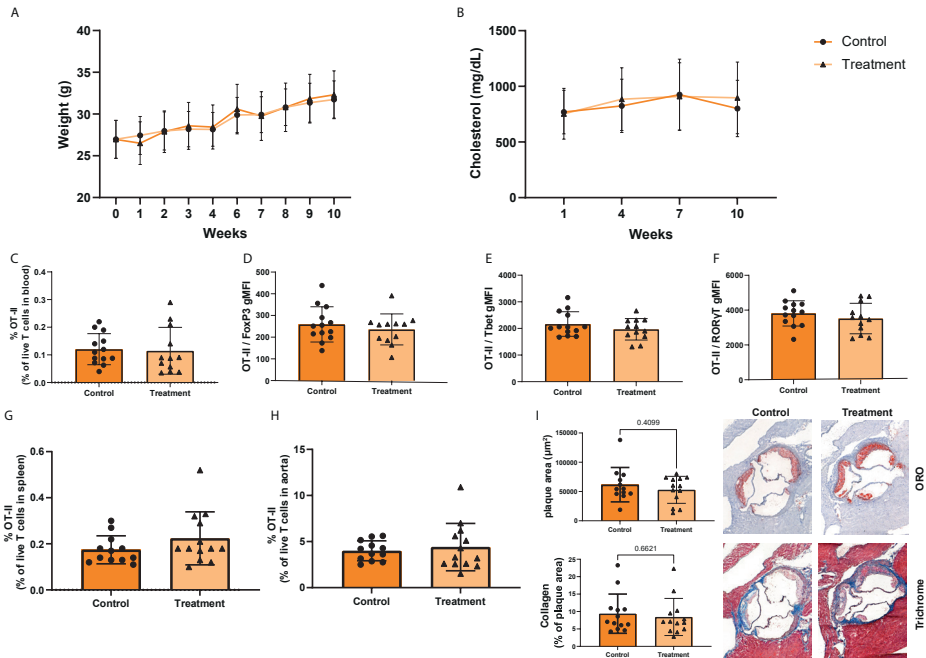 A
Weight (g)
40
35
30
25
20
0 1 2 3 4 6 7 8 9 10
Weeks
B
Cholesterol (mg/dL)
1500
1000
500
0
1 4 7 10
Weeks
Control
Treatment
C
% OT-II
(% of live T cells in blood)
0.4
0.3
0.2
0.1
0.0
Control Treatment
D
OT-II / FoxP3 gMFI
500
400
300
200
100
0
Control Treatment
E
OT-II / Tbet gMFI
4000
3000
2000
1000
0
Control Treatment
F
OT-II / RORγT gMFI
6000
4000
2000
0
Control Treatment
G
% OT-II
(% of live T cells in spleen)
0.6
0.4
0.2
0.0
Control Treatment
H
% OT-II
(% of live T cells in aorta)
15
10
5
0
Control Treatment
I
plaque area (µm²)
150000
100000
50000
0
0.4099
Control Treatment
Collagen
(% of plaque area)
25
20
15
10
5
0
0.6621
Control Treatment
Control Treatment
ORO
Trichrome